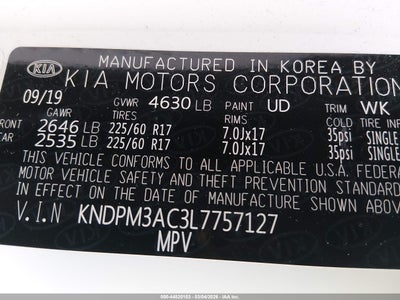 MANUFACTURED IN KOREA BY
KIA KIA MOTORS CORPORATION
09/19 GVWR 4630 LB PAINT UD TRIM WK
GAWR TIRES RIMS COLD TIRE IN
FRONT 2646 LB 225/60 R17 7.0Jx17 35psi SINGLE
EAR 2535 LB 225/60 R17 7.0Jx17 35psi SINGLE
THIS VEHICLE CONFORMS TO ALL APPLICABLE U.S.A. FEDERA
MOTOR VEHICLE SAFETY AND THEFT PREVENTION STANDARDS
IN EFFECT ON THE DATE OF MANUFACTURE SHOWN ABOVE.
V.I.N KNDPM3AC3L7757127
MPV